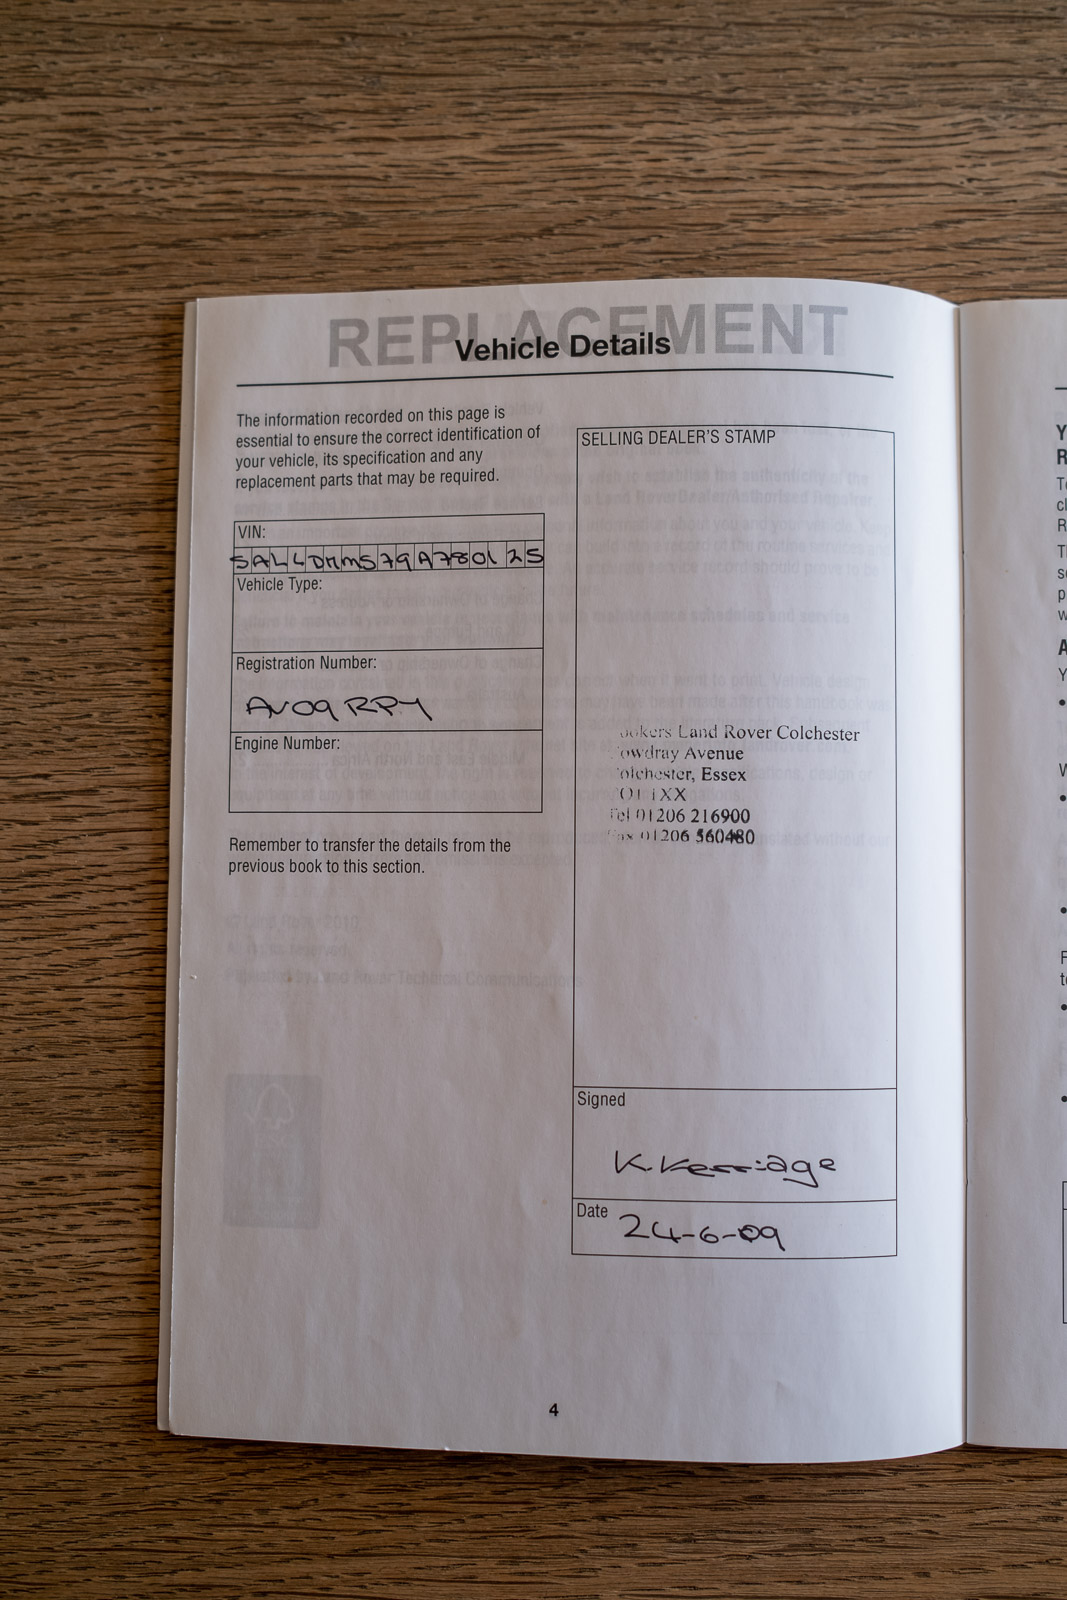 REPLACEMENT
Vehicle Details
The information recorded on this page is
essential to ensure the correct identification of
your vehicle, its specification and any
replacement parts that may be required.
VIN:
SALLDHMS79A780125
Vehicle Type:
Registration Number:
AV09 RPY
Engine Number:
Remember to transfer the details from the
previous book to this section.
SELLING DEALER'S STAMP
Land Rover Colchester
Avenue
Essex
01206 216900
01206 560480
Signed
K. Kerriage
Date
24-6-09
4